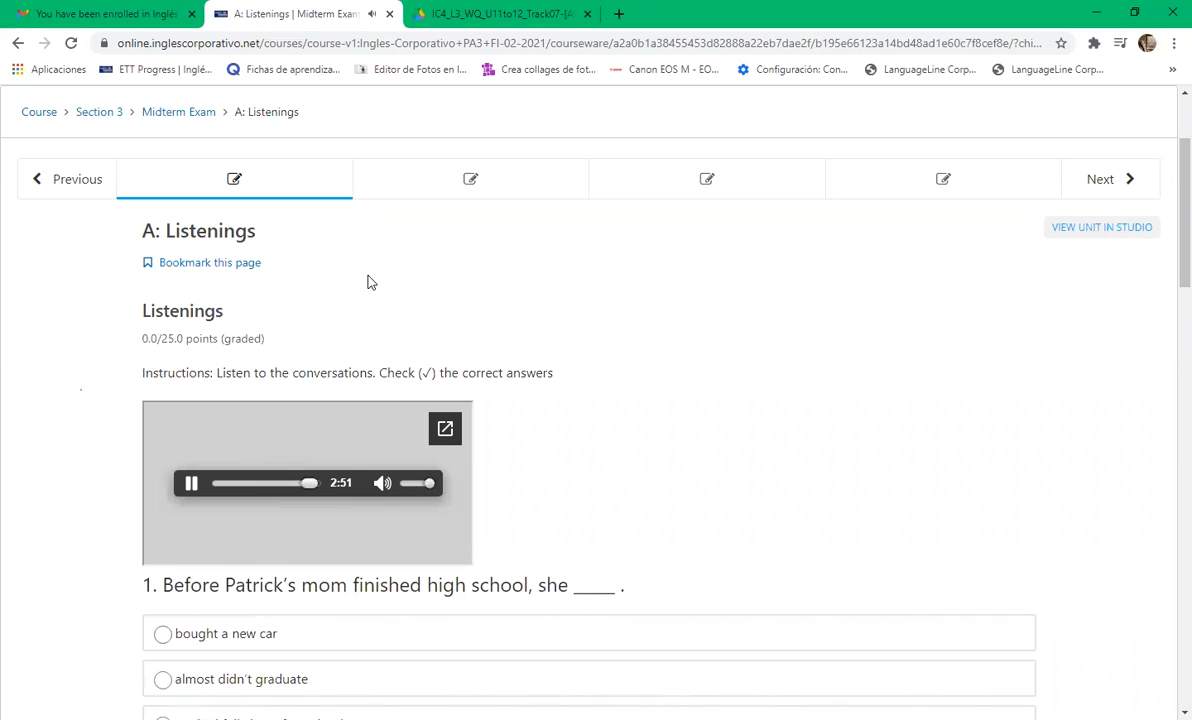 You have been enrolled in Inglés
A: Listenings | Midterm Exam
IC4_L3_WQ_U11to12_Track07-[A
online.inglescorporativo.net/courses/course-v1:Ingles-Corporativo+PA3+FI-02-2021/courseware/a2a0b1a38455453d82888a22eb7dae2f/b195e66123a14bd48ad1e60c7f8cef8e/?chi...
Aplicaciones
ETT Progress | Inglé...
Fichas de aprendiza...
Editor de Fotos en l...
Crea collages de fot...
Canon EOS M - EO...
Configuración: Con...
LanguageLine Corp...
LanguageLine Corp...
Course > Section 3 > Midterm Exam > A: Listenings
Previous
Next
A: Listenings
VIEW UNIT IN STUDIO
Bookmark this page
Listenings
0.0/25.0 points (graded)
Instructions: Listen to the conversations. Check (✓) the correct answers
2:51
1. Before Patrick’s mom finished high school, she _____ .
bought a new car
almost didn’t graduate